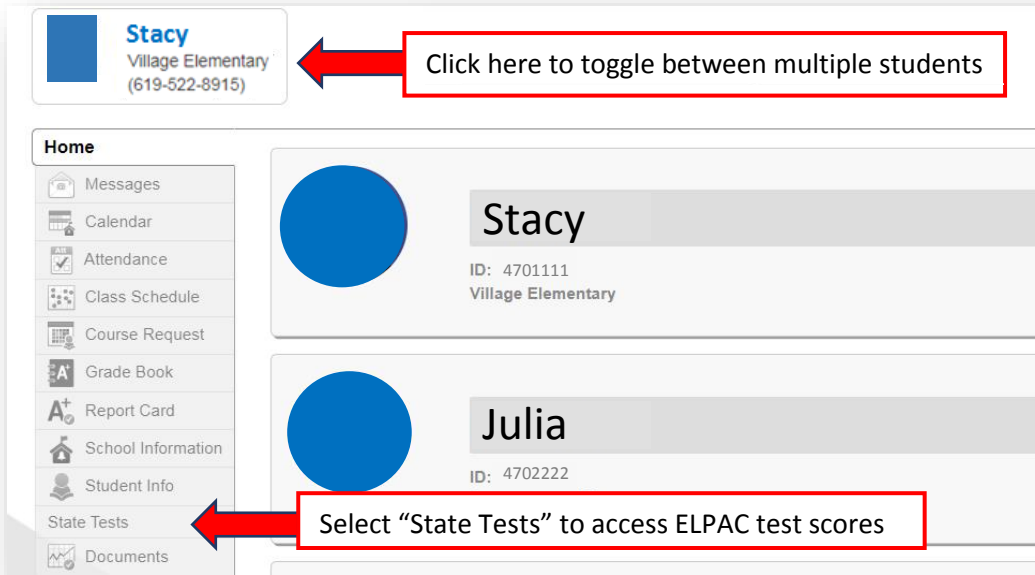 Stacy
Village Elementary
(619-522-8915)
Click here to toggle between multiple students
Home
Messages
Calendar
Attendance
Class Schedule
Course Request
Grade Book
Report Card
School Information
Student Info
State Tests
Documents
Stacy
ID: 4701111
Village Elementary
Julia
ID: 4702222
Select “State Tests” to access ELPAC test scores